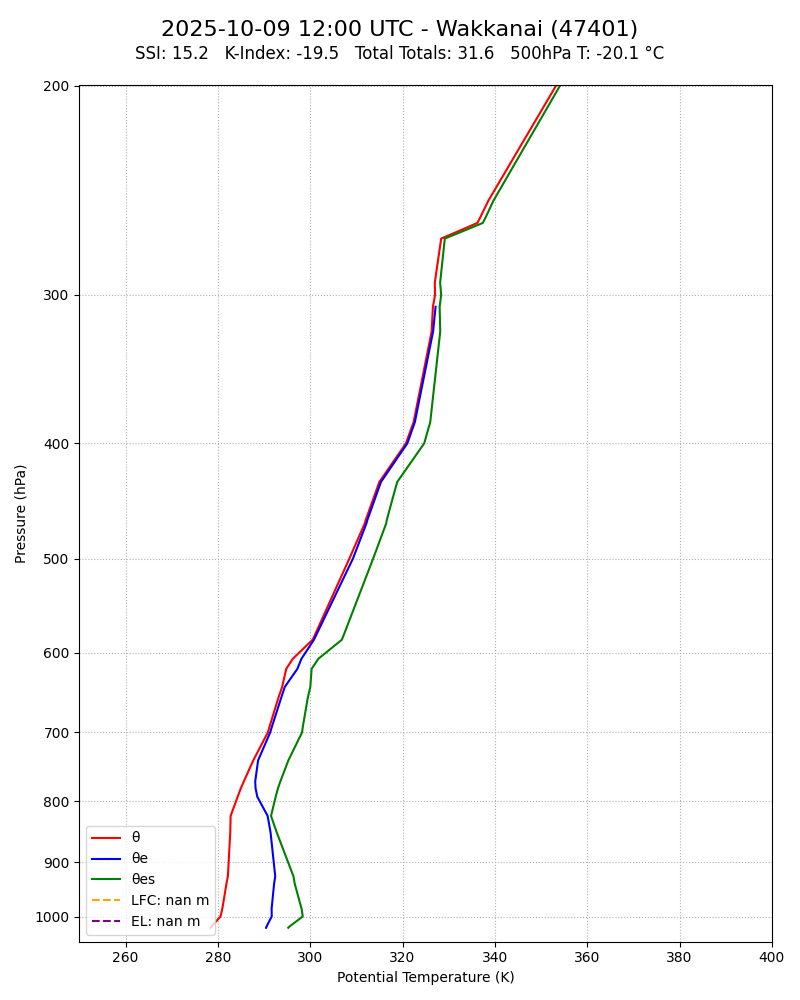 2025-10-09 12:00 UTC - Wakkanai (47401)
SSI: 15.2   K-Index: -19.5   Total Totals: 31.6   500hPa T: -20.1 °C
200
300
400
500
600
700
800
900
1000
Pressure (hPa)
θ
θe
θes
LFC: nan m
EL: nan m
260 280 300 320 340 360 380 400
Potential Temperature (K)